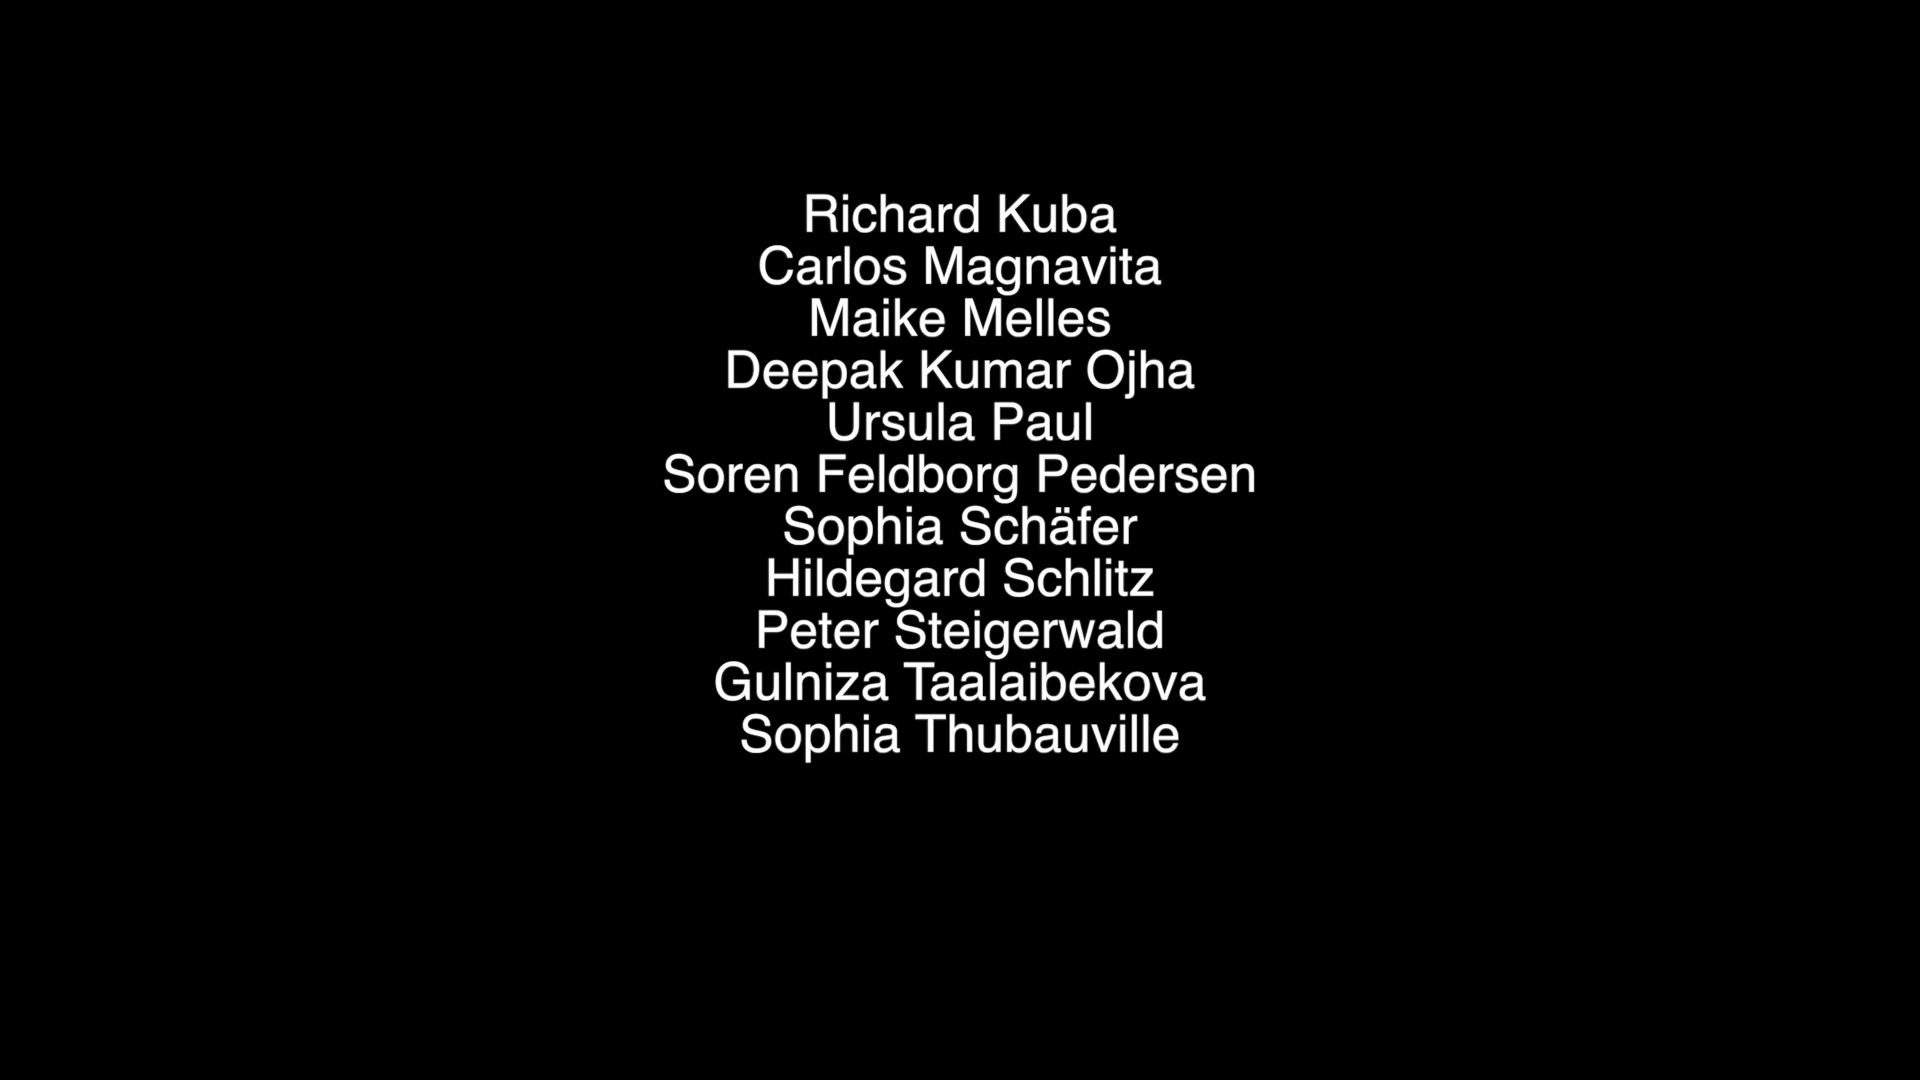 Richard Kuba
Carlos Magnavita
Maike Melles
Deepak Kumar Ojha
Ursula Paul
Soren Feldborg Pedersen
Sophia Schäfer
Hildegard Schlitz
Peter Steigerwald
Gulniza Taalaibekova
Sophia Thubauville